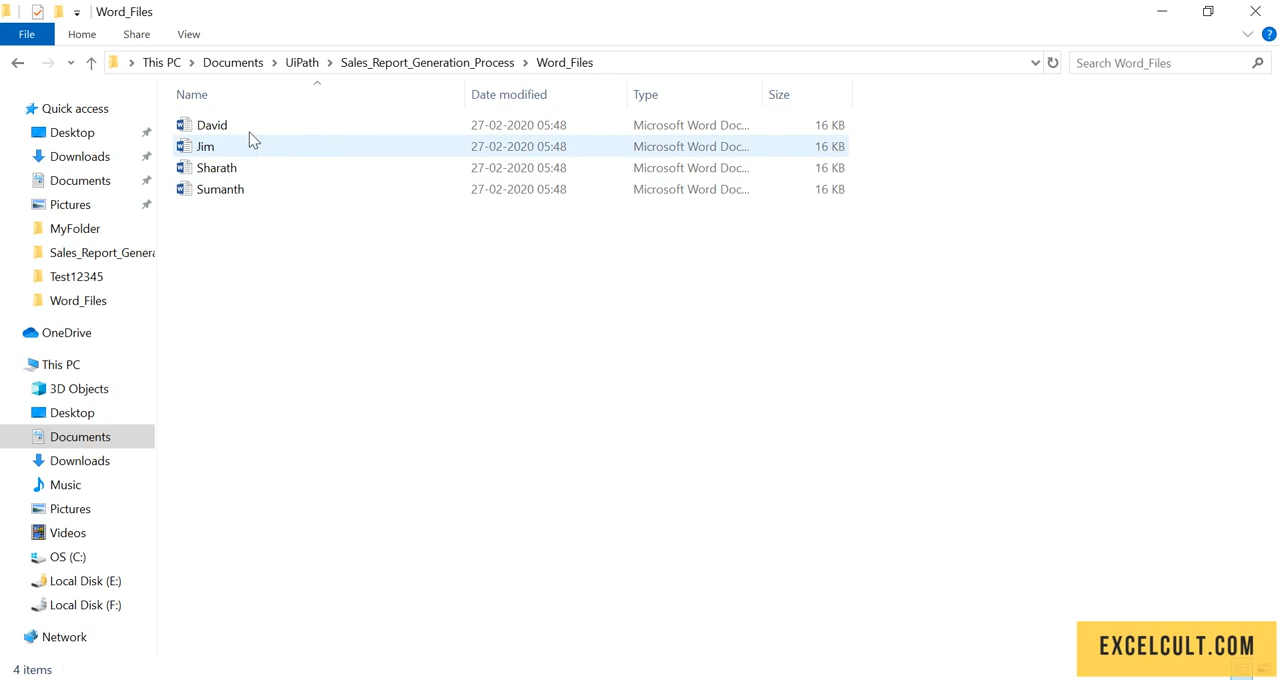 Word_Files
File Home Share View
This PC Documents UiPath Sales_Report_Generation_Process Word_Files Search Word_Files
Name Date modified Type Size
David 27-02-2020 05:48 Microsoft Word Doc... 16 KB
Jim 27-02-2020 05:48 Microsoft Word Doc... 16 KB
Sharath 27-02-2020 05:48 Microsoft Word Doc... 16 KB
Sumanth 27-02-2020 05:48 Microsoft Word Doc... 16 KB
Quick access
Desktop
Downloads
Documents
Pictures
MyFolder
Sales_Report_Genera
Test12345
Word_Files
OneDrive
This PC
3D Objects
Desktop
Documents
Downloads
Music
Pictures
Videos
OS (C:)
Local Disk (E:)
Local Disk (F:)
Network
4 items
EXCELCULT.COM